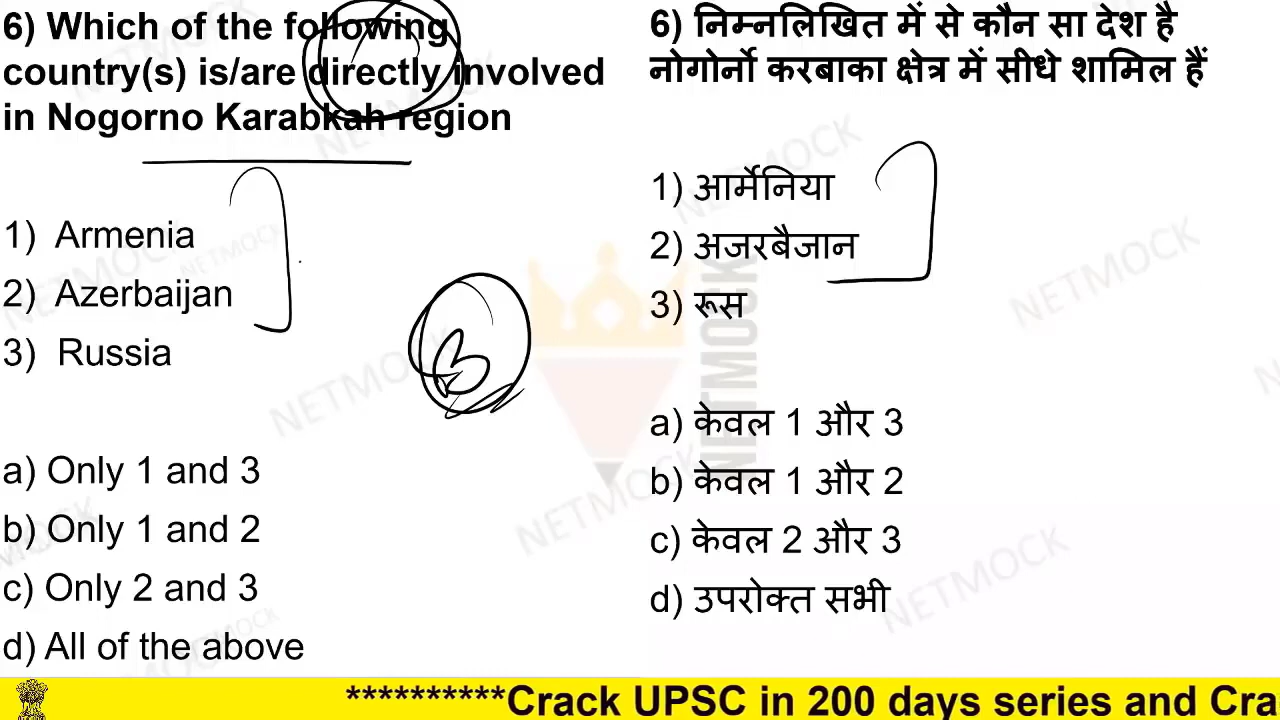 6) Which of the following
country(s) is/are directly involved
in Nogorno Karabkah region
1) Armenia
2) Azerbaijan
3) Russia
B
a) Only 1 and 3
b) Only 1 and 2
c) Only 2 and 3
d) All of the above
6) निम्नलिखित में से कौन सा देश है
नोगोर्नो करबाका क्षेत्र में सीधे शामिल हैं
1) आर्मेनिया
2) अजरबैजान
3) रूस
a) केवल 1 और 3
b) केवल 1 और 2
c) केवल 2 और 3
d) उपरोक्त सभी
NETMOCK
**********Crack UPSC in 200 days series and Cra